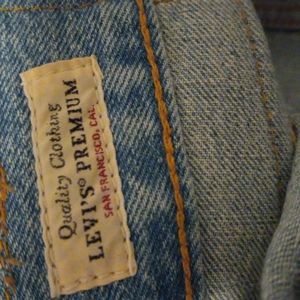 Quality Clothing
LEVI'S® PREMIUM
SAN FRANCISCO, CAL.